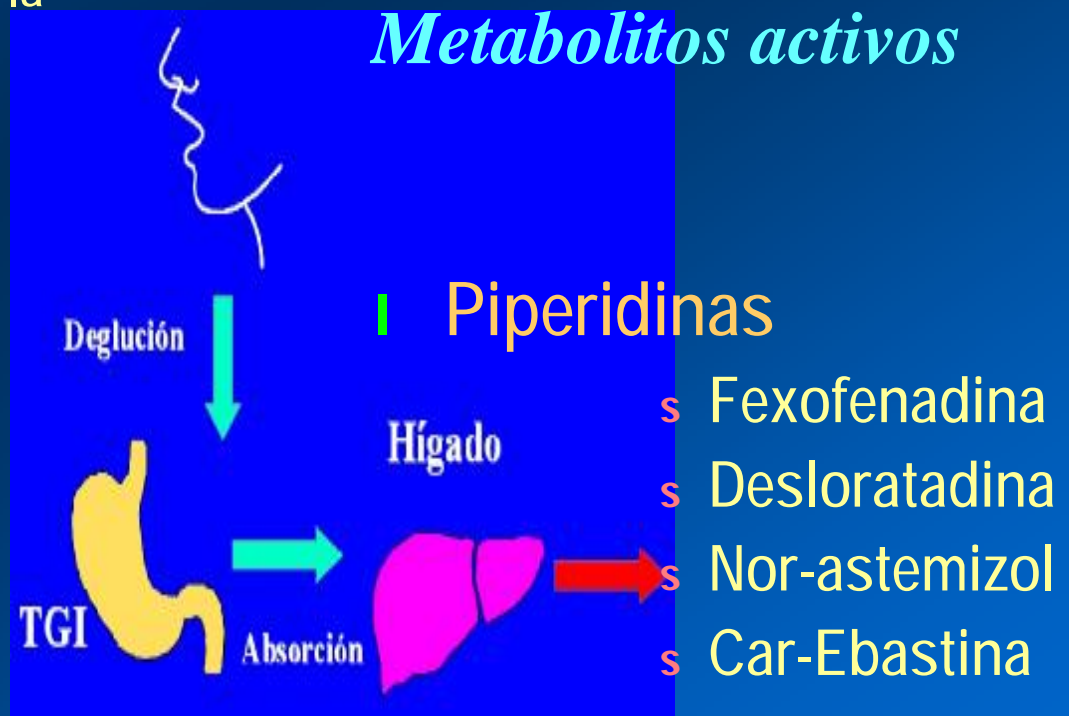 Metabolitos activos
l Piperidinas
s Fexofenadina
s Desloratadina
s Nor-astemizol
s Car-Ebastina
Deglución
Hígado
TGI
Absorción